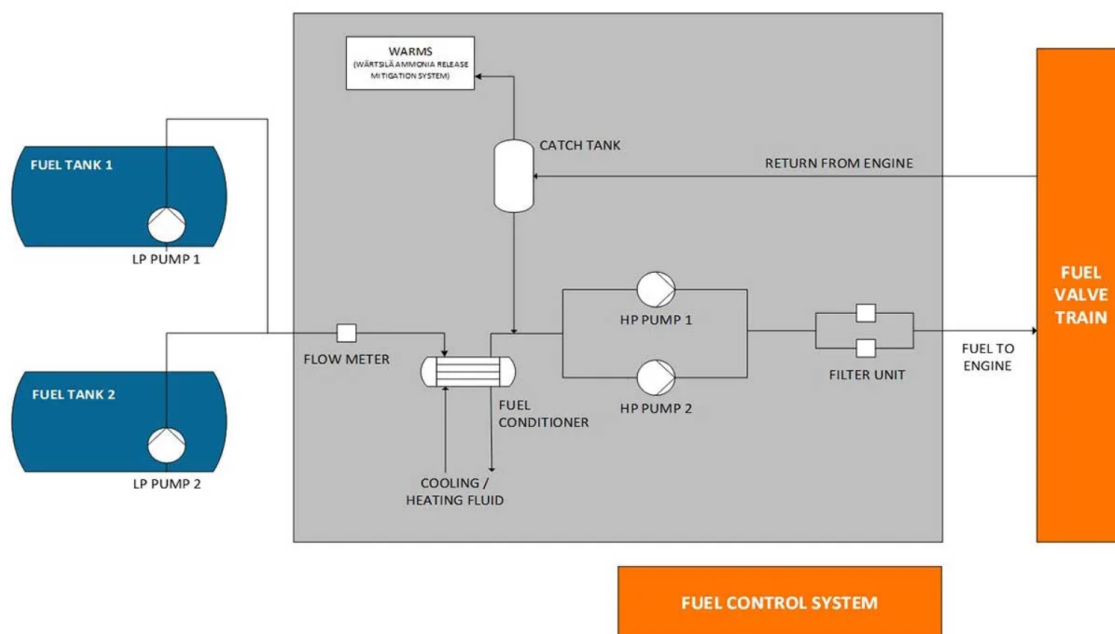 WARMS
(WÄRTSILÄ AMMONIA RELEASE
MITIGATION SYSTEM)
FUEL TANK 1
LP PUMP 1
CATCH TANK
RETURN FROM ENGINE
FUEL
VALVE
TRAIN
HP PUMP 1
FLOW METER
FUEL TO
ENGINE
FILTER UNIT
FUEL TANK 2
LP PUMP 2
FUEL
CONDITIONER
HP PUMP 2
COOLING /
HEATING FLUID
FUEL CONTROL SYSTEM